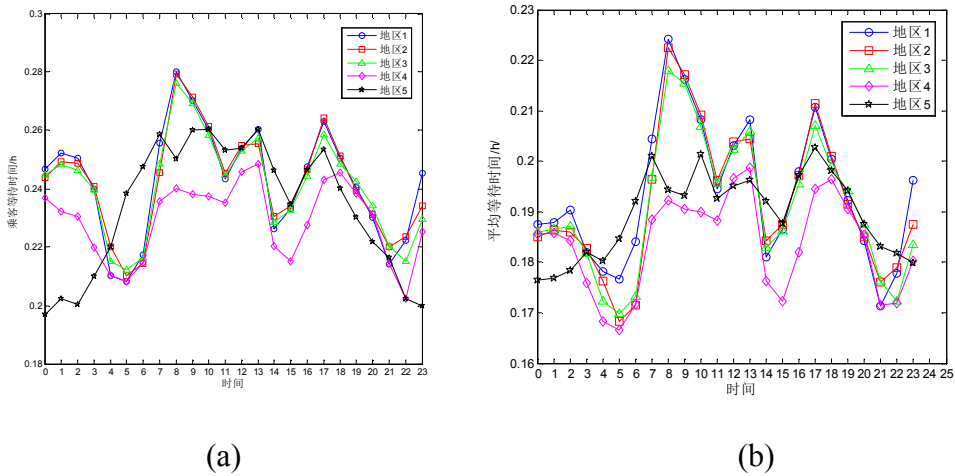 0.3
0.28
0.26
0.24
0.22
0.2
0.18
乘客等待时间/h
0 1 2 3 4 5 6 7 8 9 10 11 12 13 14 15 16 17 18 19 20 21 22 23
时间
地区1
地区2
地区3
地区4
地区5
(a)
0.23
0.22
0.21
0.2
0.19
0.18
0.17
0.16
平均等待时间/h/
0 1 2 3 4 5 6 7 8 9 10 11 12 13 14 15 16 17 18 19 20 21 22 23 24 25
时间
地区1
地区2
地区3
地区4
地区5
(b)